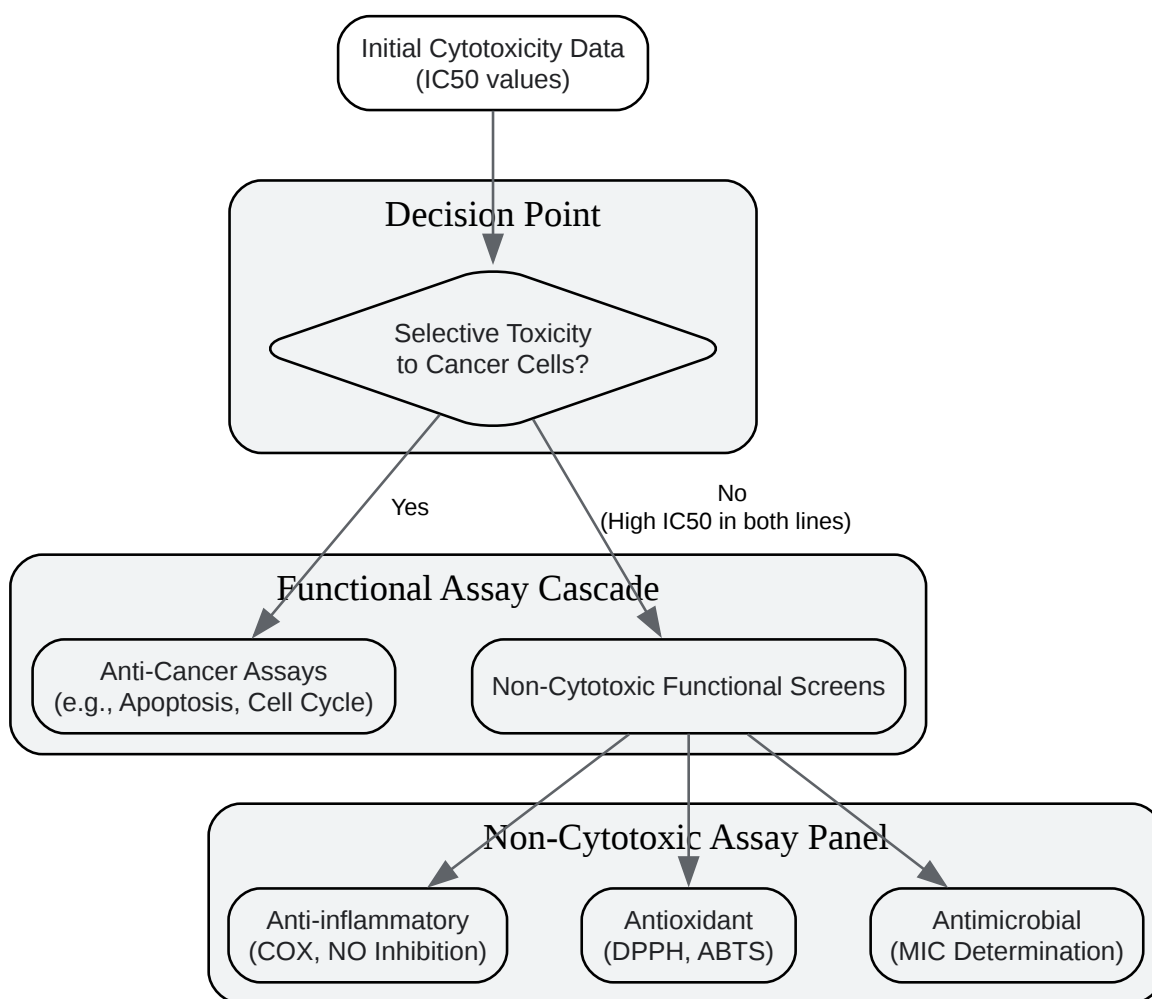 Initial Cytotoxicity Data
(IC50 values)
Decision Point
Selective Toxicity
to Cancer Cells?
Yes
No
(High IC50 in both lines)
Functional Assay Cascade
Anti-Cancer Assays
(e.g., Apoptosis, Cell Cycle)
Non-Cytotoxic Functional Screens
Non-Cytotoxic Assay Panel
Anti-inflammatory
(COX, NO Inhibition)
Antioxidant
(DPPH, ABTS)
Antimicrobial
(MIC Determination)